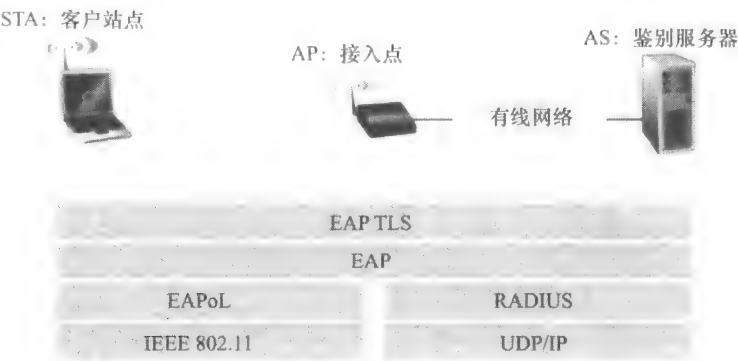 STA：客户站点
AP：接入点
AS：鉴别服务器
有线网络
EAP TLS
EAP
EAPoL
RADIUS
IEEE 802.11
UDP/IP